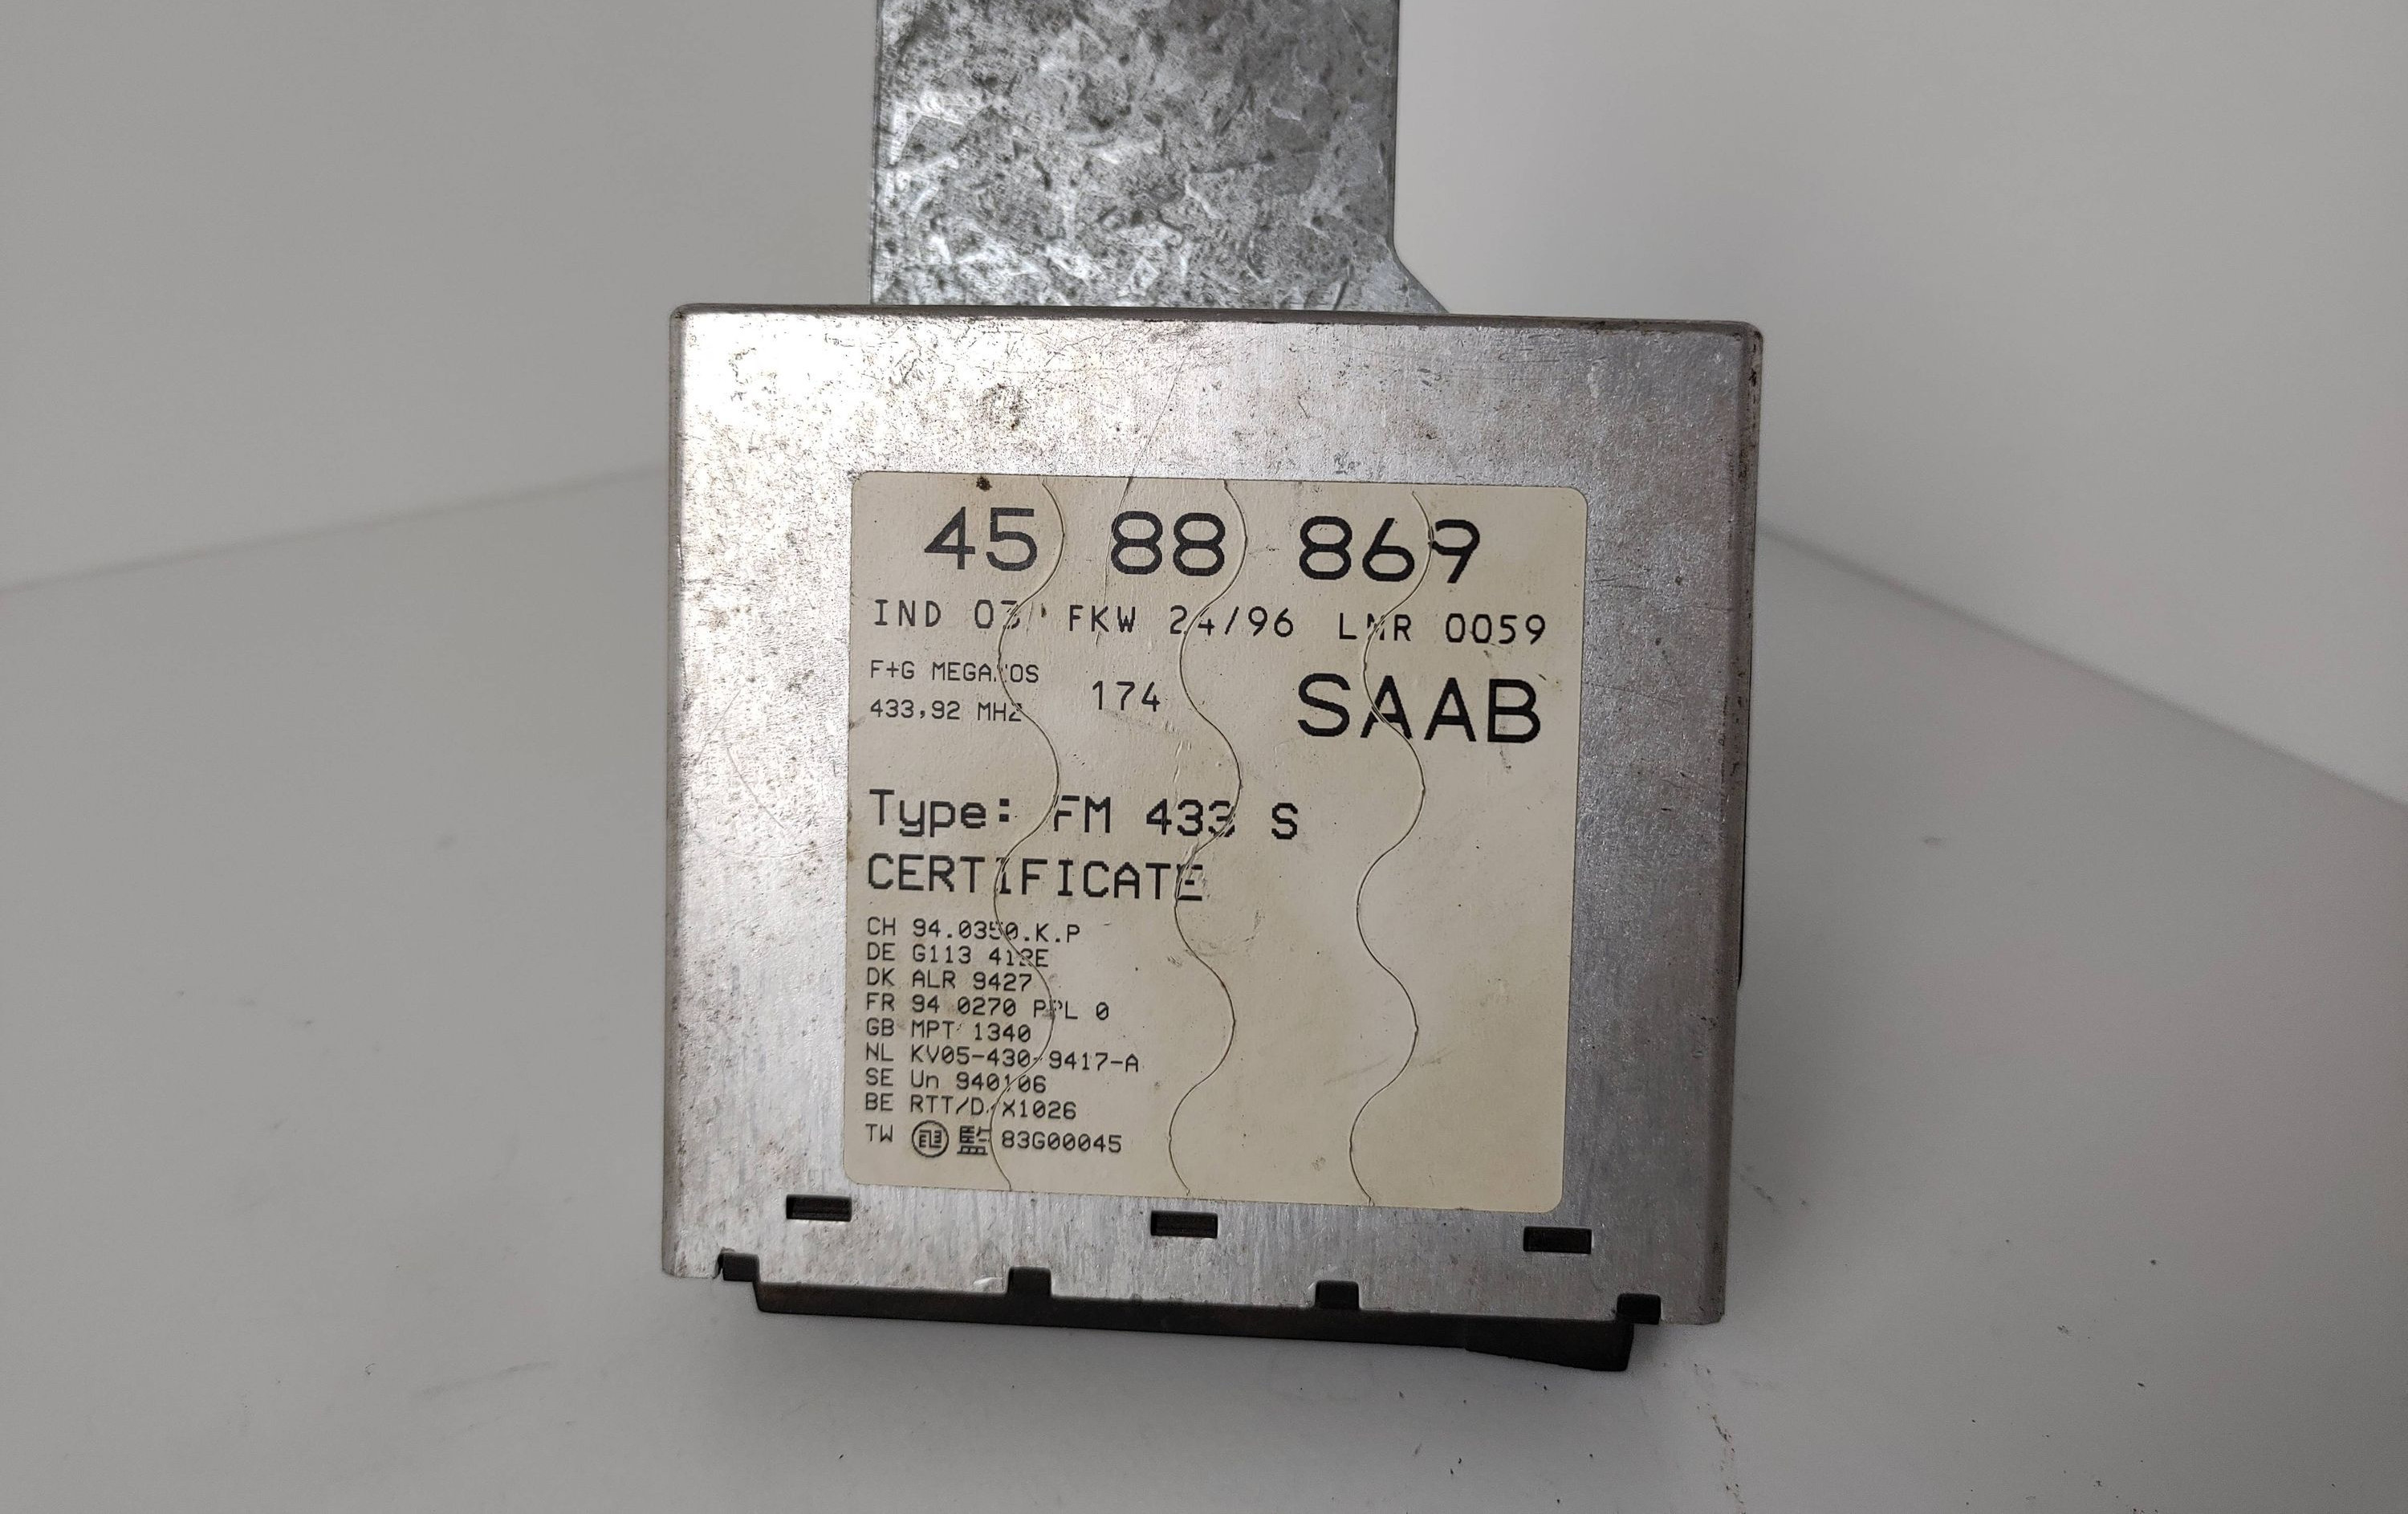 45 88 869
IND 03 FKW 24/96 LNR 0059
F+G MEGAMOS
433,92 MHZ
174
SAAB
Type: FM 433 S
CERTIFICATE
CH 94.0350.K.P
DE G113 412E
DK ALR 9427
FR 94 0270 PPL 0
GB MPT 1340
NL KV05-430-9417-A
SE Un 940106
BE RTT/D/X1026
TW 監 83G00045